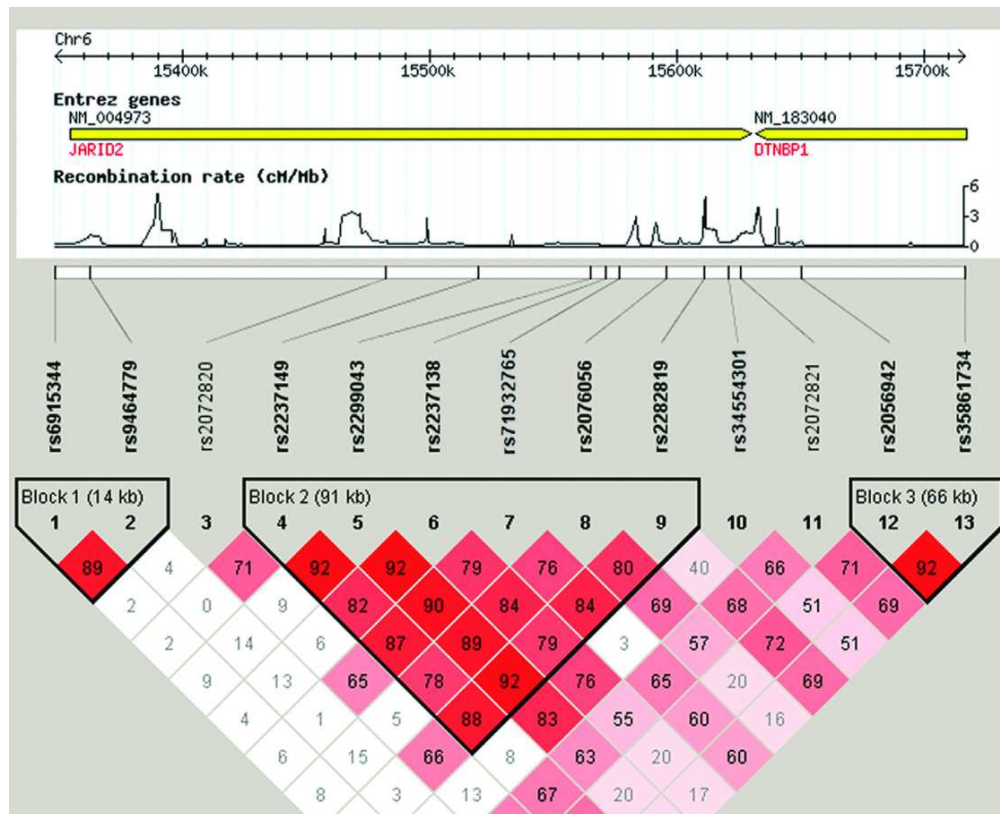 Chr6
15400k 15500k 15600k 15700k
Entrez genes
NM_004973 NM_183040
JARID2 DTNBP1
Recombination rate (cM/Mb)
6
3
0
rs6915344
rs9464779
rs2072820
rs2237149
rs2299043
rs2237138
rs71932765
rs2076056
rs2282819
rs34554301
rs2072821
rs2056942
rs35861734
Block 1 (14 kb) Block 2 (91 kb) Block 3 (66 kb)
1 2 3 4 5 6 7 8 9 10 11 12 13
89 4 71 92 92 79 76 80 40 66 71 92
2 0 9 82 90 84 84 69 68 51 69
2 14 6 87 89 79 3 57 72 51
9 13 65 78 92 76 65 20 69
4 1 5 88 83 55 60 16
6 15 66 8 63 20 60
8 3 13 67 20 17